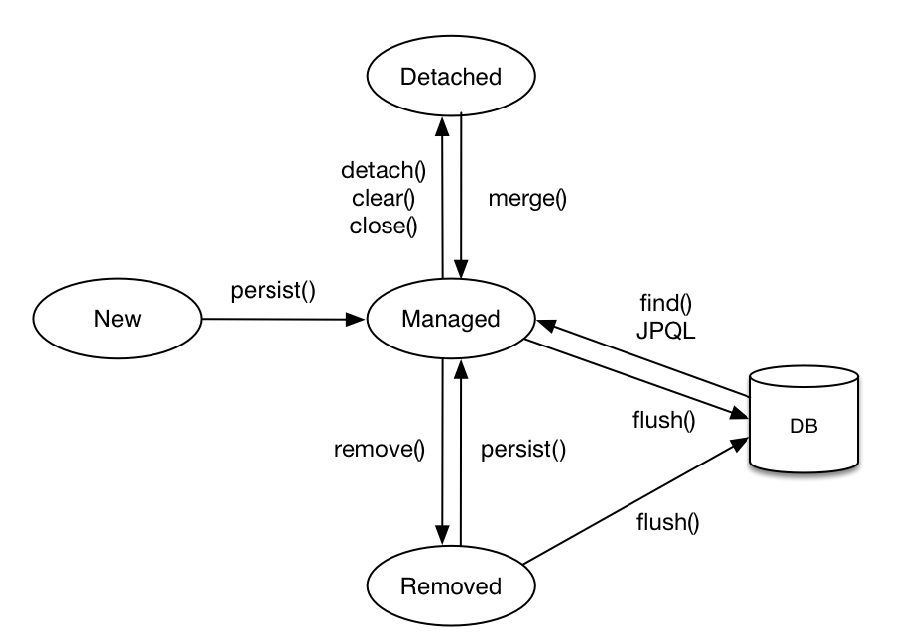 Detached
detach()
clear()
close()
merge()
New
persist()
Managed
find()
JPQL
flush()
DB
remove()
persist()
flush()
Removed